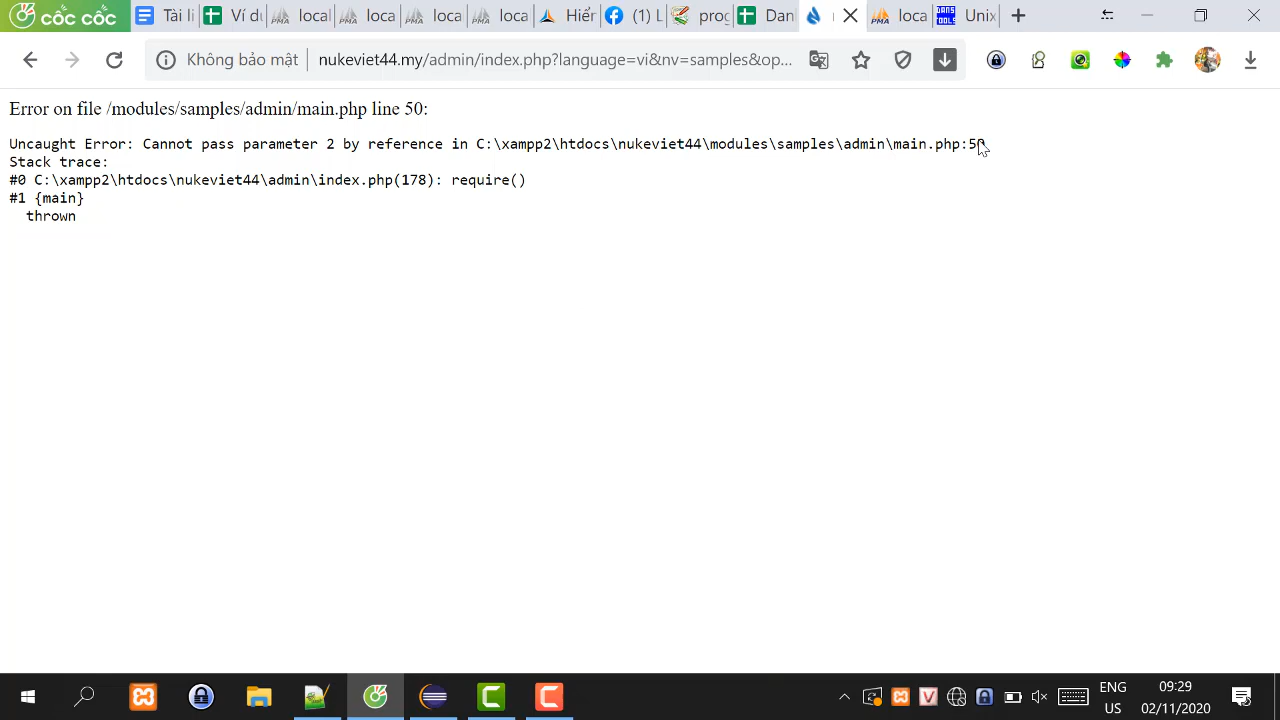 cốc cốc Tài li Ví dụ loca loca loca loca Hiér (1) L prog Dan loca Unix
Không bảo mật nukeviet44.my/admin/index.php?language=vi&nv=samples&op...
Error on file /modules/samples/admin/main.php line 50:
Uncaught Error: Cannot pass parameter 2 by reference in C:\xampp2\htdocs\nukeviet44\modules\samples\admin\main.php:50
Stack trace:
#0 C:\xampp2\htdocs\nukeviet44\admin\index.php(178): require()
#1 {main}
thrown
ENG 09:29
US 02/11/2020